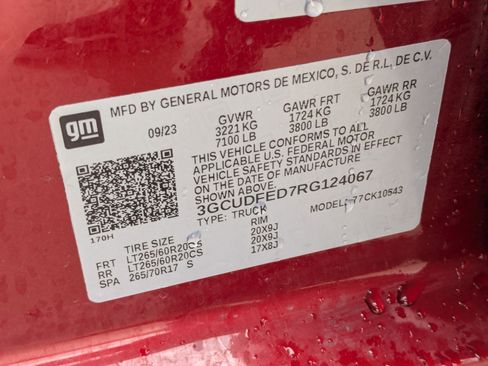 gm
MFD BY GENERAL MOTORS DE MEXICO, S. DE R.L. DE C.V.
09/23
GVWR GAWR FRT GAWR RR
3221 KG 1724 KG 1724 KG
7100 LB 3800 LB 3800 LB
THIS VEHICLE CONFORMS TO ALL
APPLICABLE U.S. FEDERAL MOTOR
VEHICLE SAFETY STANDARDS IN EFFECT
ON THE DATE OF MANUFACTURE
SHOWN ABOVE.
3GCUDFED7RG124067
TYPE: TRUCK MODEL: 77CK10543
170H
TIRE SIZE RIM
FRT LT265/60R20CS 20X9J
RR LT265/60R20CS 20X9J
SPA 265/70R17 S 17X8J